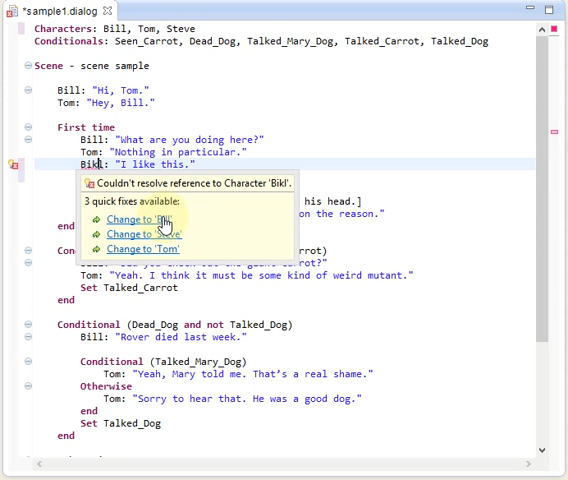 *sample1.dialog
Characters: Bill, Tom, Steve
Conditionals: Seen_Carrot, Dead_Dog, Talked_Mary_Dog, Talked_Carrot, Talked_Dog
Scene - scene sample
Bill: "Hi, Tom."
Tom: "Hey, Bill."
First time
Bill: "What are you doing here?"
Tom: "Nothing in particular."
Bikl: "I like this."
Couldn't resolve reference to Character 'Bikl'.
3 quick fixes available:
his head.]
Change to 'Bill'
on the reason."
end
Change to 'Steve'
Change to 'Tom'
rrot)
Tom: "Yeah. I think it must be some kind of weird mutant."
Set Talked_Carrot
end
Conditional (Dead_Dog and not Talked_Dog)
Bill: "Rover died last week."
Conditional (Talked_Mary_Dog)
Tom: "Yeah, Mary told me. That's a real shame."
Otherwise
Tom: "Sorry to hear that. He was a good dog."
end
Set Talked_Dog
end